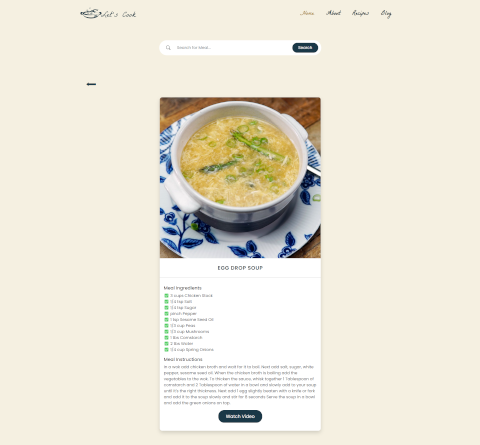 Let's Cook
Home About Recipes Blog
Search for Meal...
Search
EGG DROP SOUP
Meal Ingredients
3 cups Chicken Stock
1/4 tsp Salt
1/4 tsp Sugar
pinch Pepper
1 tsp Sesame Seed Oil
1/3 cup Peas
1/3 cup Mushrooms
1 tbs Cornstarch
2 tbs Water
1/4 cup Spring Onions
Meal Instructions
In a wok add chicken broth and wait for it to boil. Next add salt, sugar, white
pepper, sesame seed oil. When the chicken broth is boiling add the
vegetables to the wok. To thicken the sauce, whisk together 1 Tablespoon of
cornstarch and 2 Tablespoon of water in a bowl and slowly add to your soup
until it's the right thickness. Next add 1 egg slightly beaten with a knife or fork
and add it to the soup slowly and stir for 8 seconds Serve the soup in a bowl
and add the green onions on top.
Watch Video